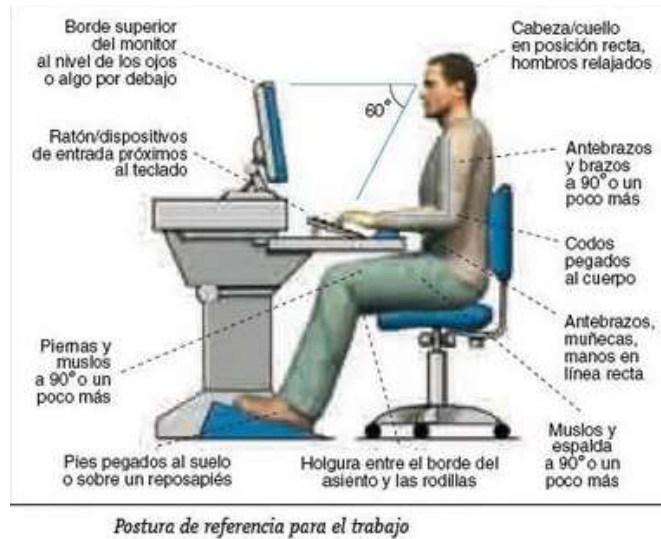 Borde superior
del monitor
al nivel de los ojos
o algo por debajo
Cabeza/cuello
en posición recta,
hombros relajados
60°
Ratón/dispositivos
de entrada próximos
al teclado
Antebrazos
y brazos
a 90° o un
poco más
Codos
pegados
al cuerpo
Antebrazos,
muñecas,
manos en
línea recta
Piernas y
muslos
a 90° o un
poco más
Muslos y
espalda
a 90° o un
poco más
Pies pegados al suelo
o sobre un reposapiés
Holgura entre el borde del
asiento y las rodillas
Postura de referencia para el trabajo